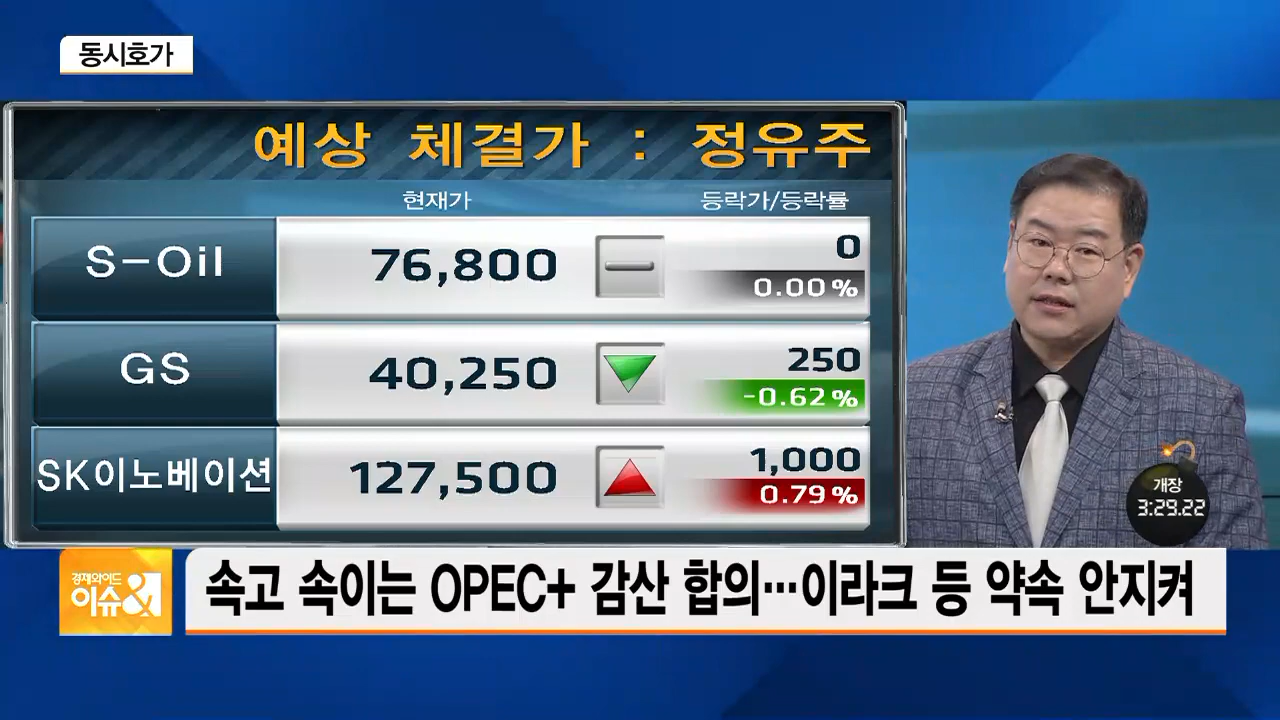 동시호가
예상 체결가 : 정유주
현재가 등락가/등락률
S-Oil 76,800 0
0.00%
GS 40,250 250
-0.62%
SK이노베이션 127,500 1,000
0.79%
개장
3:29.22
경제와이드
이슈&
속고 속이는 OPEC+ 감산 합의…이라크 등 약속 안지켜